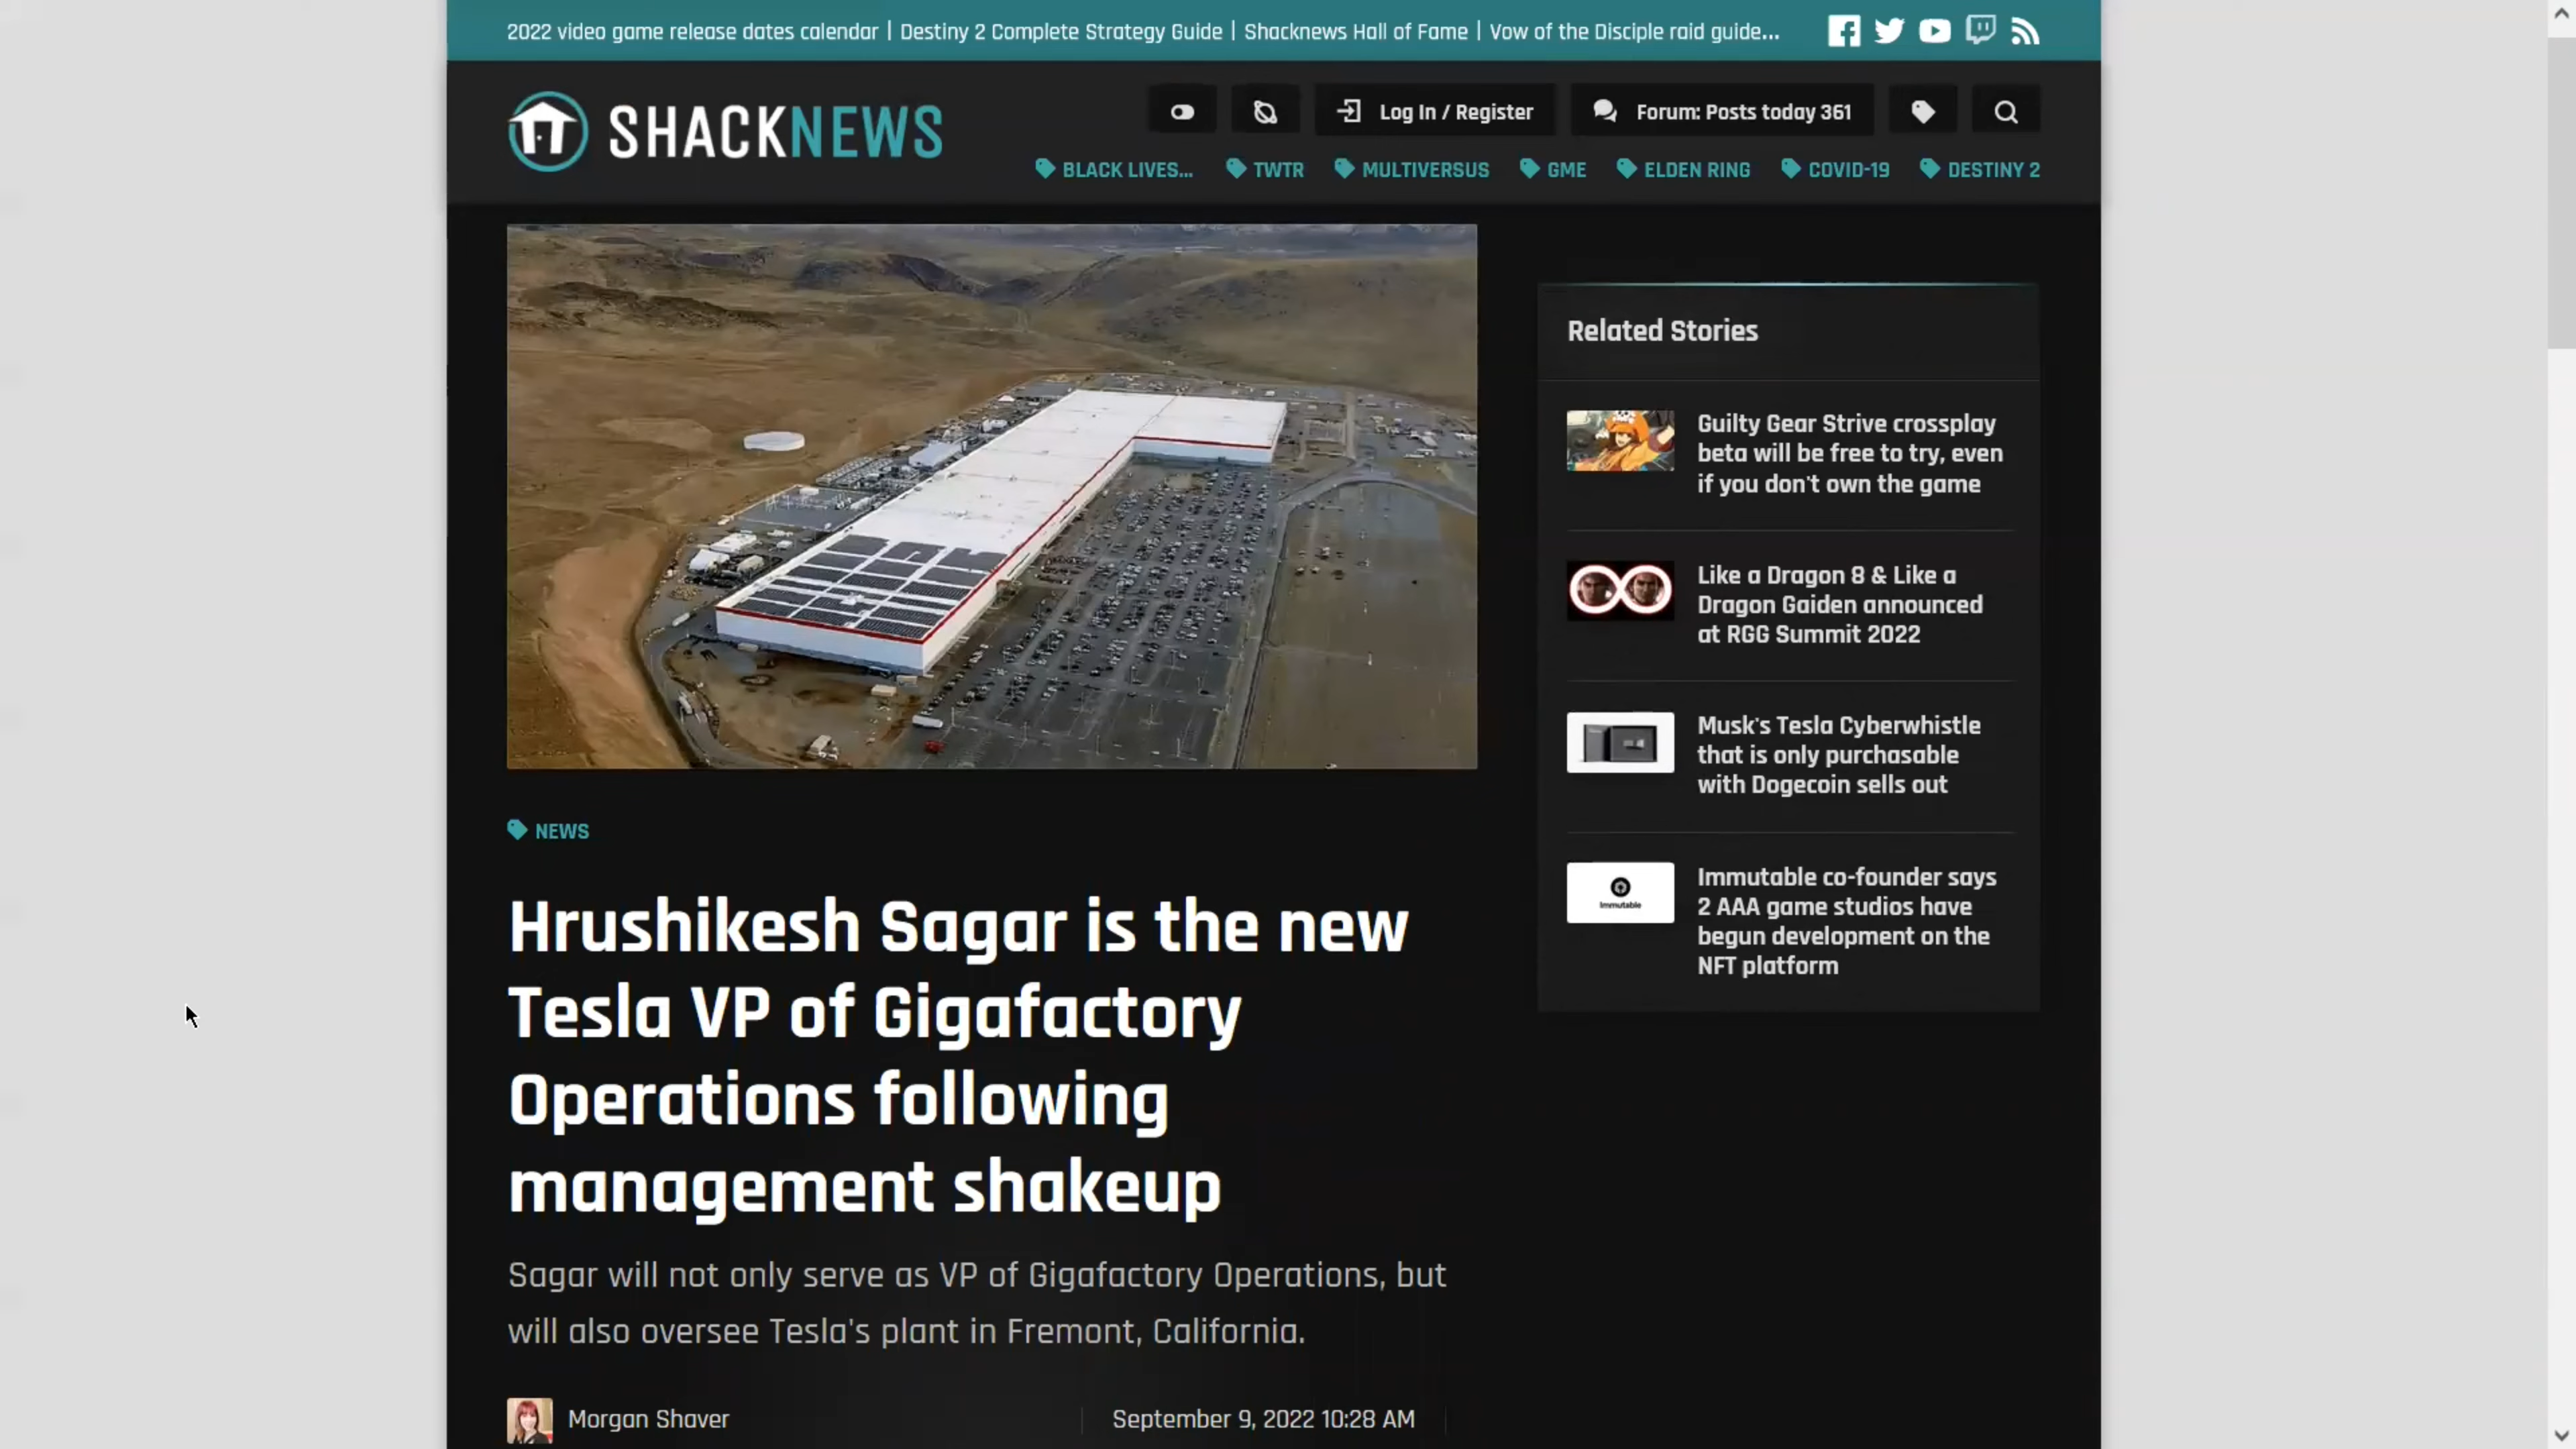 2022 video game release dates calendar | Destiny 2 Complete Strategy Guide | Shacknews Hall of Fame | Vow of the Disciple raid guide...
SHACKNEWS
Log In / Register
Forum: Posts today 361
BLACK LIVES...
TWTR
MULTIVERSUS
GME
ELDEN RING
COVID-19
DESTINY 2
NEWS
Hrushikesh Sagar is the new
Tesla VP of Gigafactory
Operations following
management shakeup
Sagar will not only serve as VP of Gigafactory Operations, but
will also oversee Tesla's plant in Fremont, California.
Morgan Shaver
September 9, 2022 10:28 AM
Related Stories
Guilty Gear Strive crossplay
beta will be free to try, even
if you don't own the game
Like a Dragon 8 & Like a
Dragon Gaiden announced
at RGG Summit 2022
Musk's Tesla Cyberwhistle
that is only purchasable
with Dogecoin sells out
Immutable
Immutable co-founder says
2 AAA game studios have
begun development on the
NFT platform